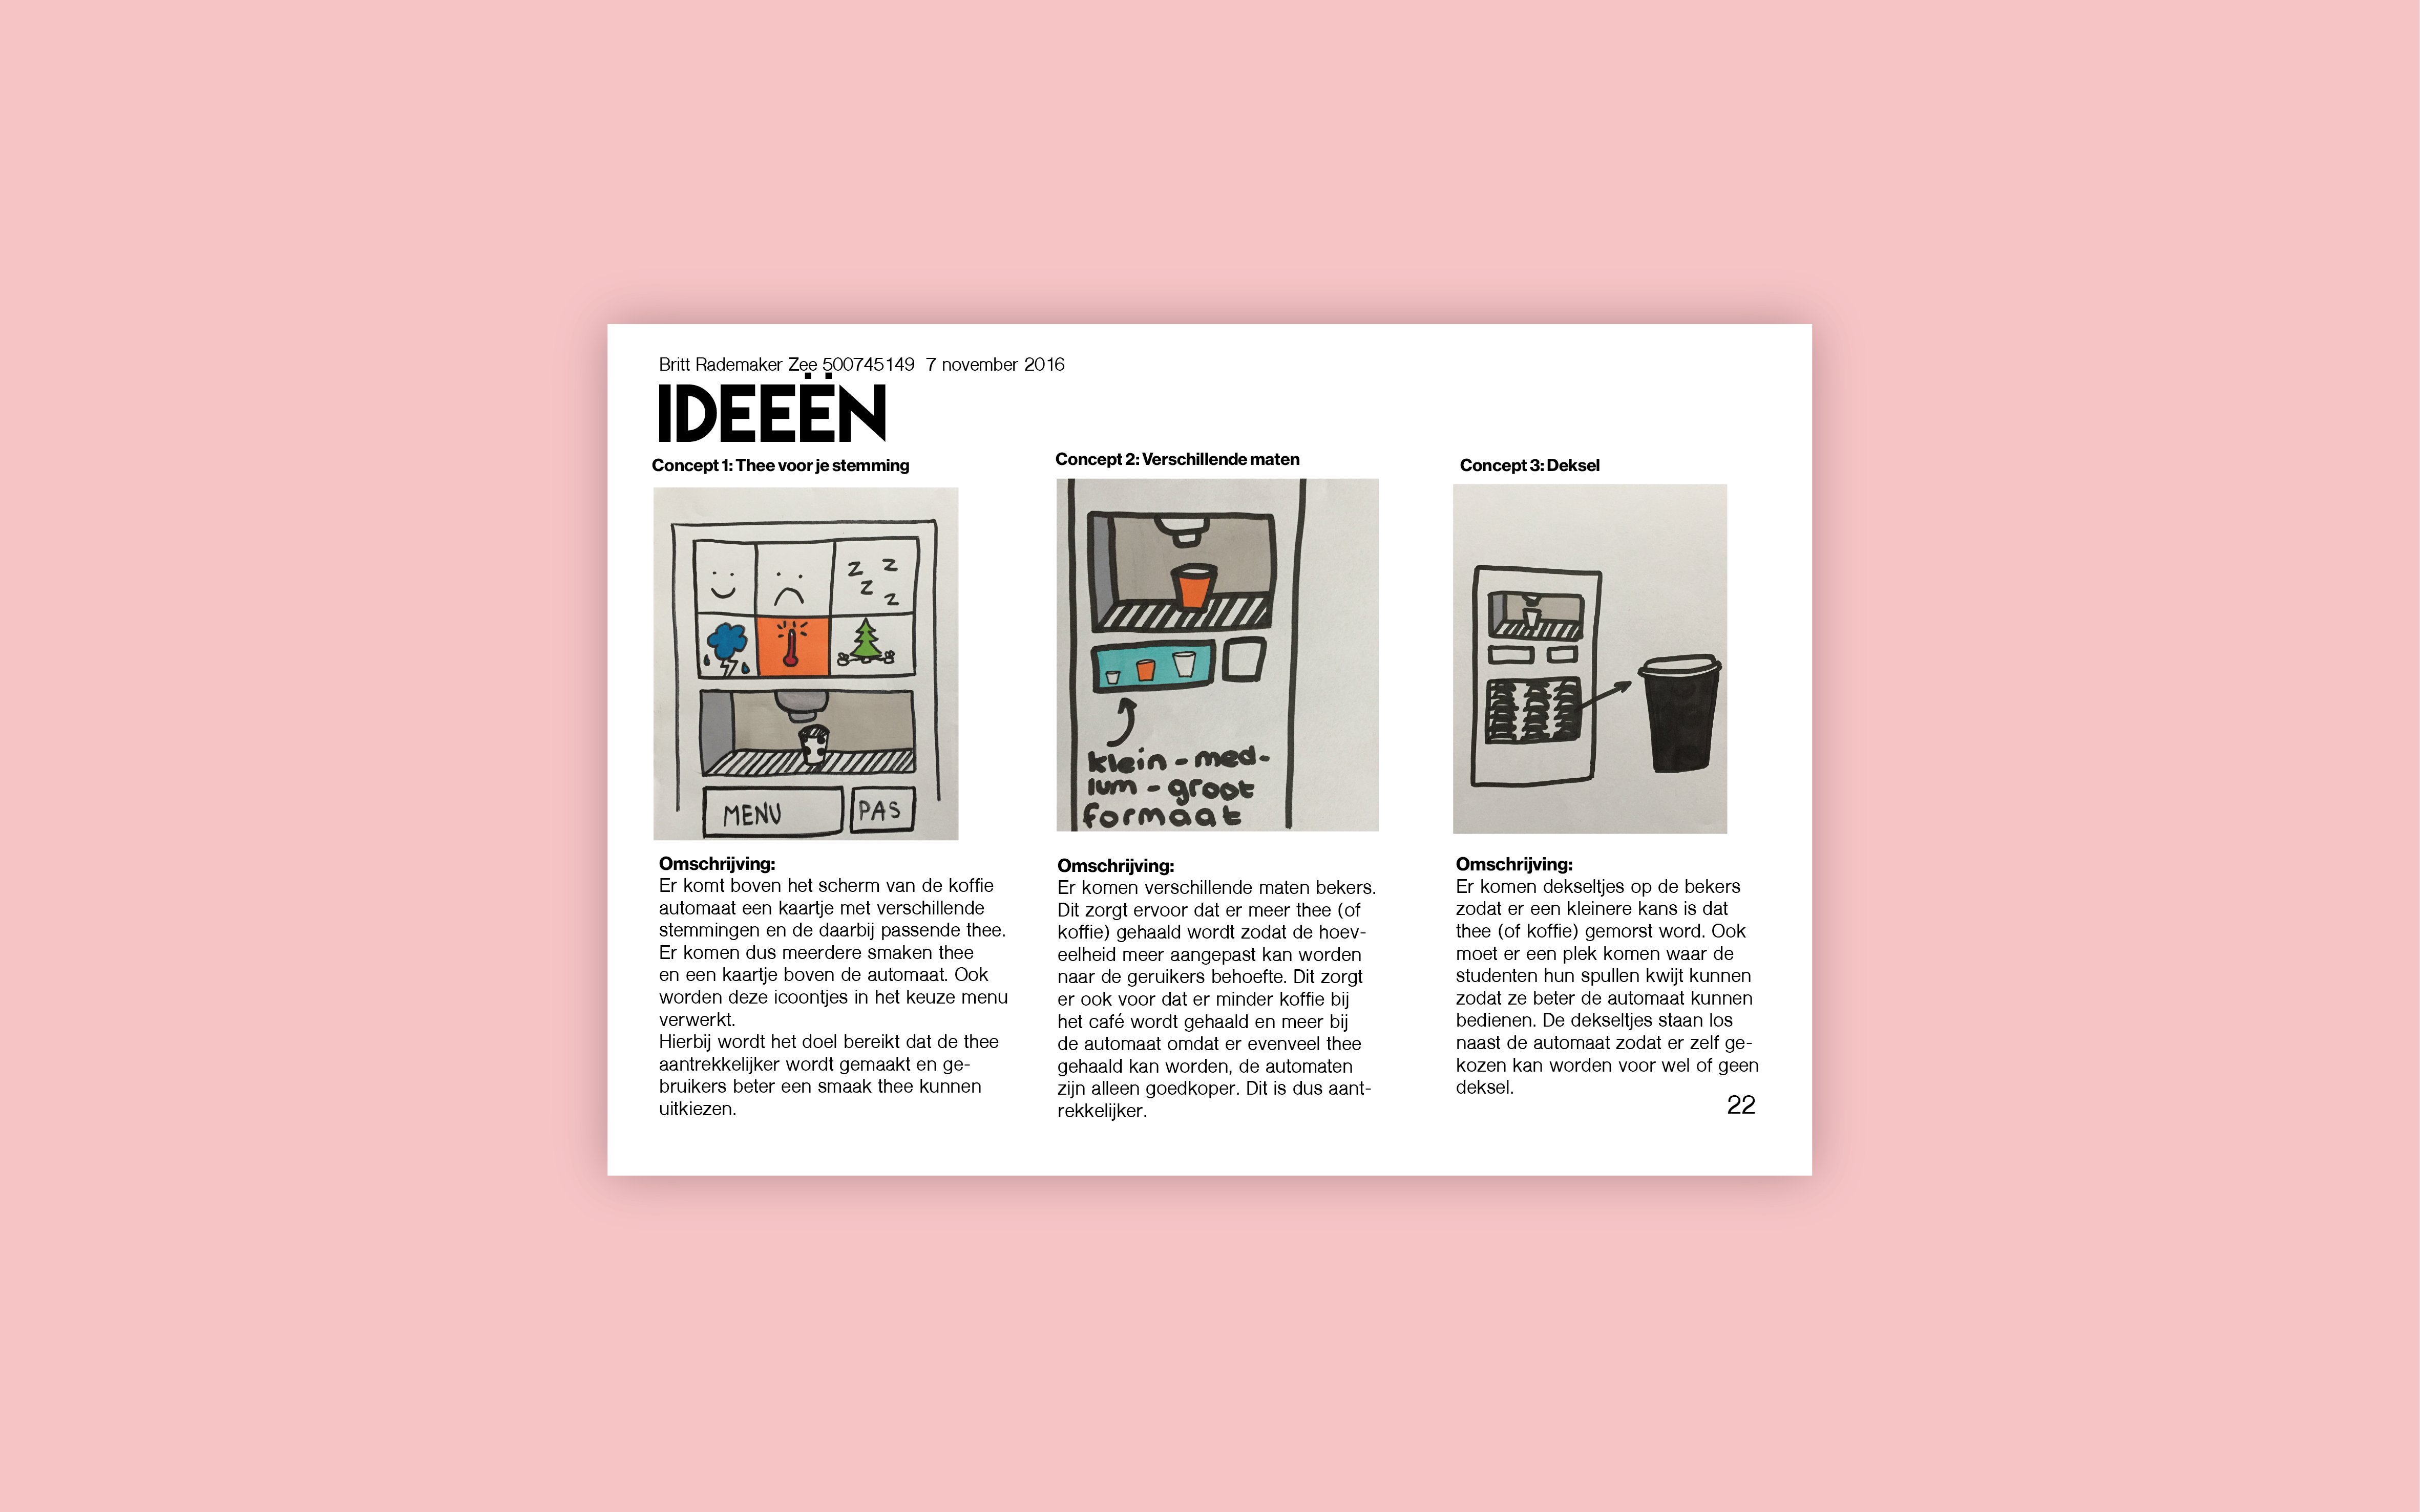 Britt Rademaker Zee 500745149 7 november 2016
IDEEËN
Concept 1: Thee voor je stemming
z z
z
z
MENU
PAS
Omschrijving:
Er komt boven het scherm van de koffie
automaat een kaartje met verschillende
stemmingen en de daarbij passende thee.
Er komen dus meerdere smaken thee
en een kaartje boven de automaat. Ook
worden deze icoontjes in het keuze menu
verwerkt.
Hierbij wordt het doel bereikt dat de thee
aantrekkelijker wordt gemaakt en ge-
bruikers beter een smaak thee kunnen
uitkiezen.
Concept 2: Verschillende maten
klein - med-
ium - groot
formaat
Omschrijving:
Er komen verschillende maten bekers.
Dit zorgt ervoor dat er meer thee (of
koffie) gehaald wordt zodat de hoev-
eelheid meer aangepast kan worden
naar de geruikers behoefte. Dit zorgt
er ook voor dat er minder koffie bij
het café wordt gehaald en meer bij
de automaat omdat er evenveel thee
gehaald kan worden, de automaten
zijn alleen goedkoper. Dit is dus aant-
rekkelijker.
Concept 3: Deksel
Omschrijving:
Er komen dekseltjes op de bekers
zodat er een kleinere kans is dat
thee (of koffie) gemorst word. Ook
moet er een plek komen waar de
studenten hun spullen kwijt kunnen
zodat ze beter de automaat kunnen
bedienen. De dekseltjes staan los
naast de automaat zodat er zelf ge-
kozen kan worden voor wel of geen
deksel.
22